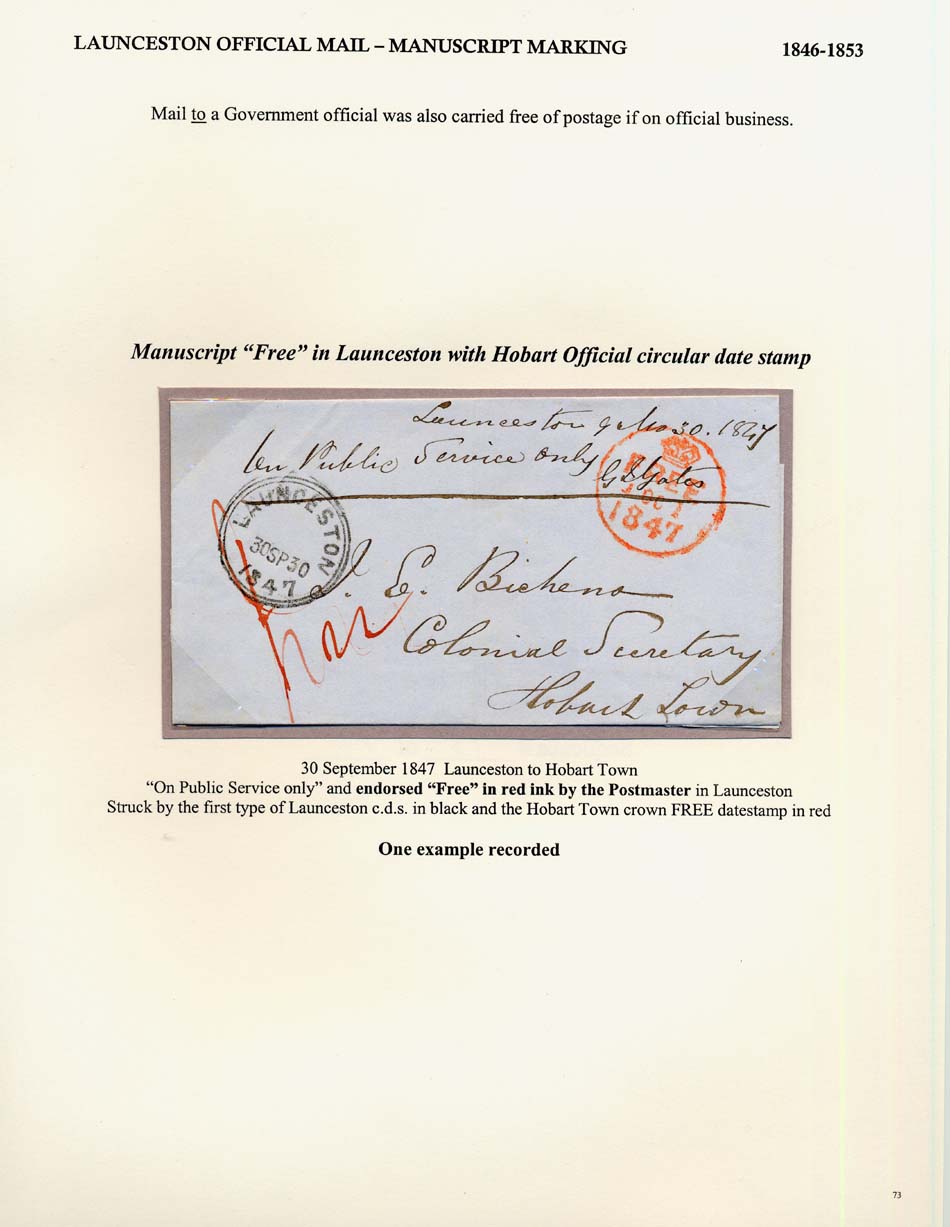 LAUNCESTON OFFICIAL MAIL – MANUSCRIPT MARKING 1846-1853
Mail to a Government official was also carried free of postage if on official business.
Manuscript “Free” in Launceston with Hobart Official circular date stamp
Launceston 30. 1847
On Public Service only
FREE
OC 1
1847
LAUNCESTON
30SP30
1847
J. E. Bicheno
Colonial Secretary
Hobart Town
Free
30 September 1847 Launceston to Hobart Town
“On Public Service only” and endorsed “Free” in red ink by the Postmaster in Launceston
Struck by the first type of Launceston c.d.s. in black and the Hobart Town crown FREE datestamp in red
One example recorded
73